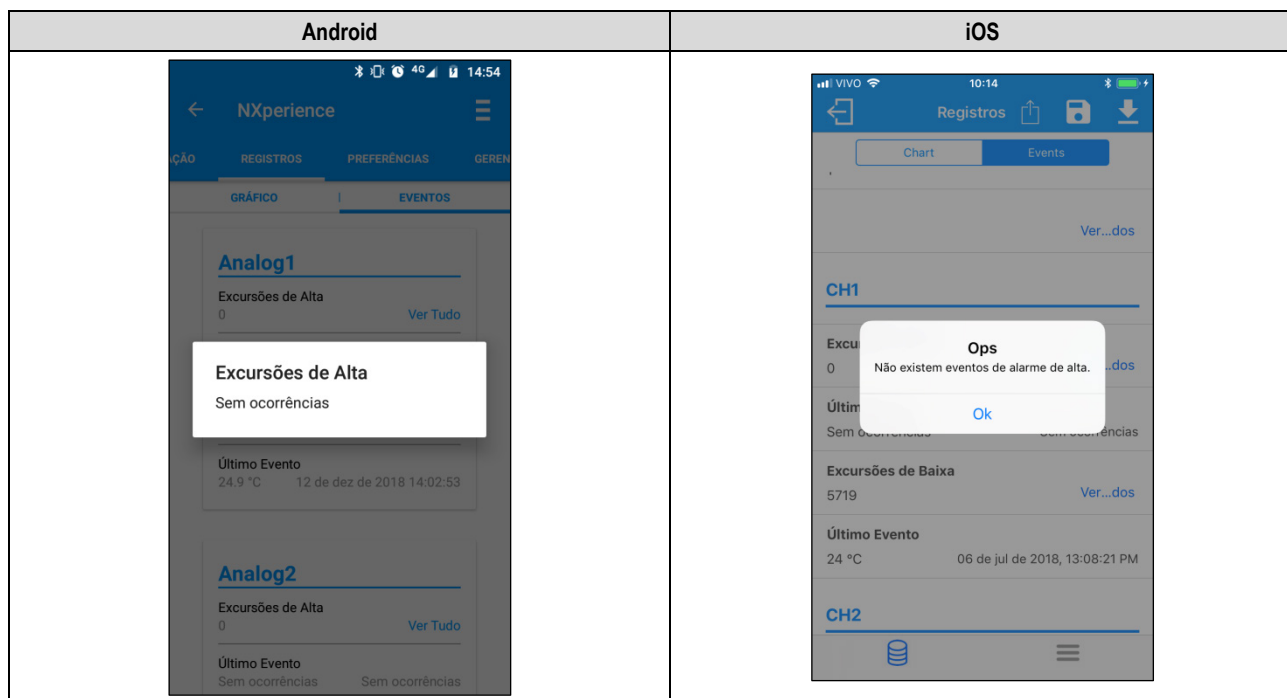 Android
iOS
4G 14:54
NXperience
IÇÃO REGISTROS PREFERÊNCIAS GEREN
GRÁFICO EVENTOS
Analog1
Excursões de Alta
0 Ver Tudo
Excursões de Alta
Sem ocorrências
Último Evento
24.9 °C 12 de dez de 2018 14:02:53
Analog2
Excursões de Alta
0 Ver Tudo
Último Evento
Sem ocorrências Sem ocorrências
VIVO 10:14
Registros
Chart Events
Ver...dos
CH1
Excu
0 ..dos
Ops
Não existem eventos de alarme de alta.
Ok
Últim
Sem ocorrências Sem ocorrências
Excursões de Baixa
5719 Ver...dos
Último Evento
24 °C 06 de jul de 2018, 13:08:21 PM
CH2